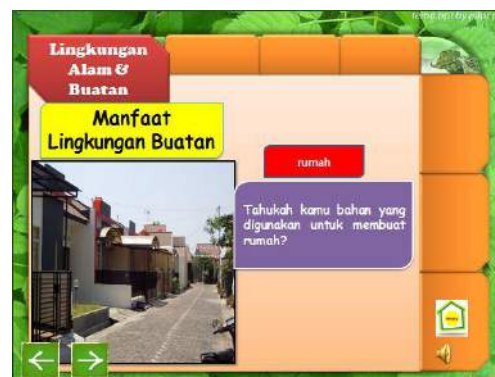 Lingkungan
Alam &
Buatan
Manfaat
Lingkungan Buatan
rumah
Tahukah kamu bahan yang
digunakan untuk membuat
rumah?